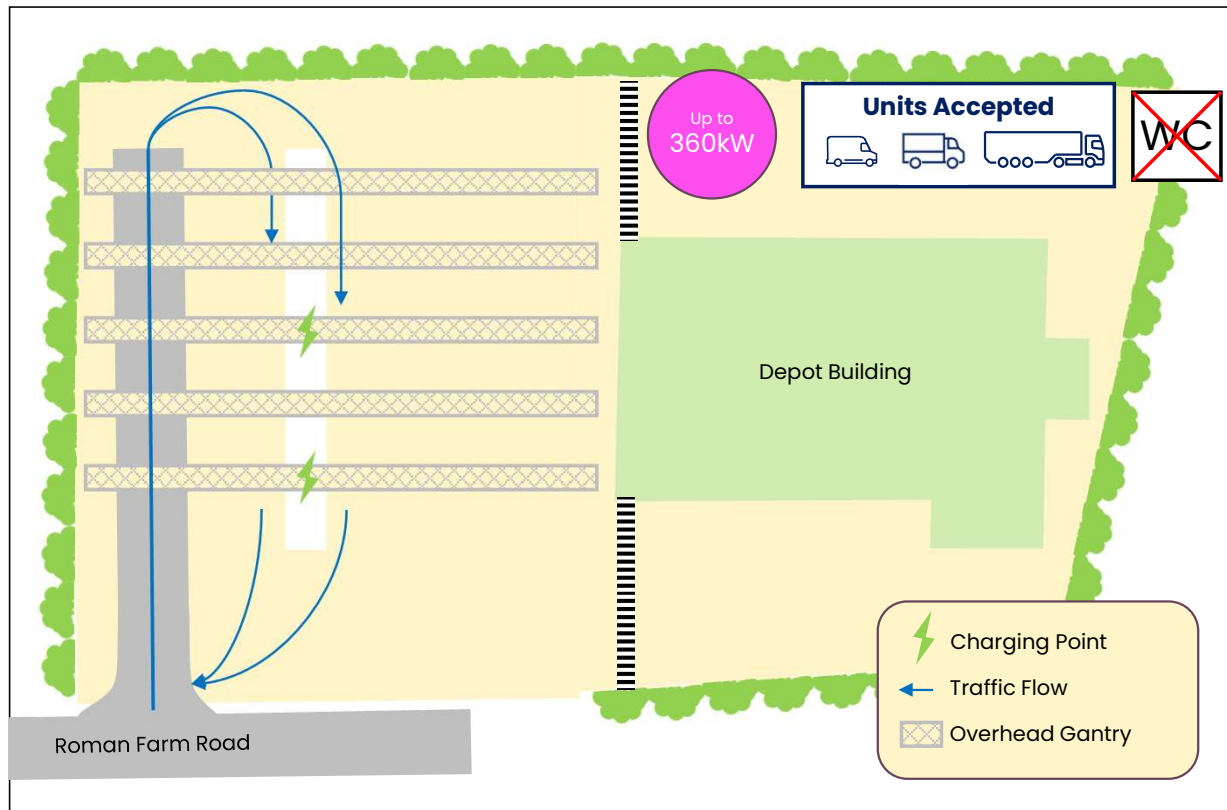 Up to
360kW
Units Accepted
WC
Depot Building
Charging Point
Traffic Flow
Overhead Gantry
Roman Farm Road